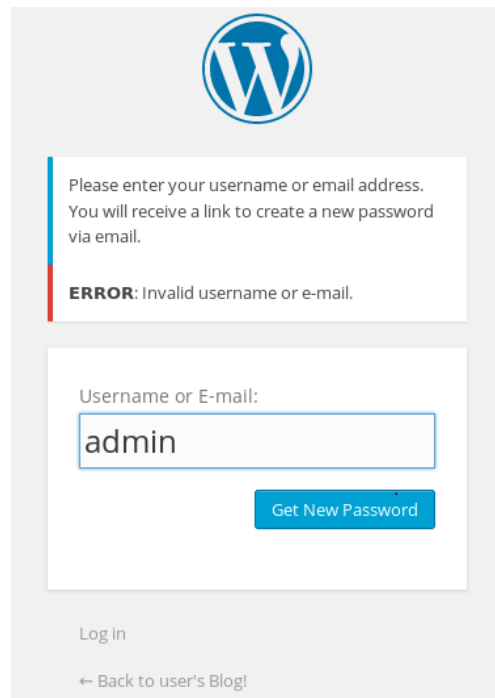 Please enter your username or email address.
You will receive a link to create a new password
via email.
ERROR: Invalid username or e-mail.
Username or E-mail:
admin
Get New Password
Log in
← Back to user's Blog!